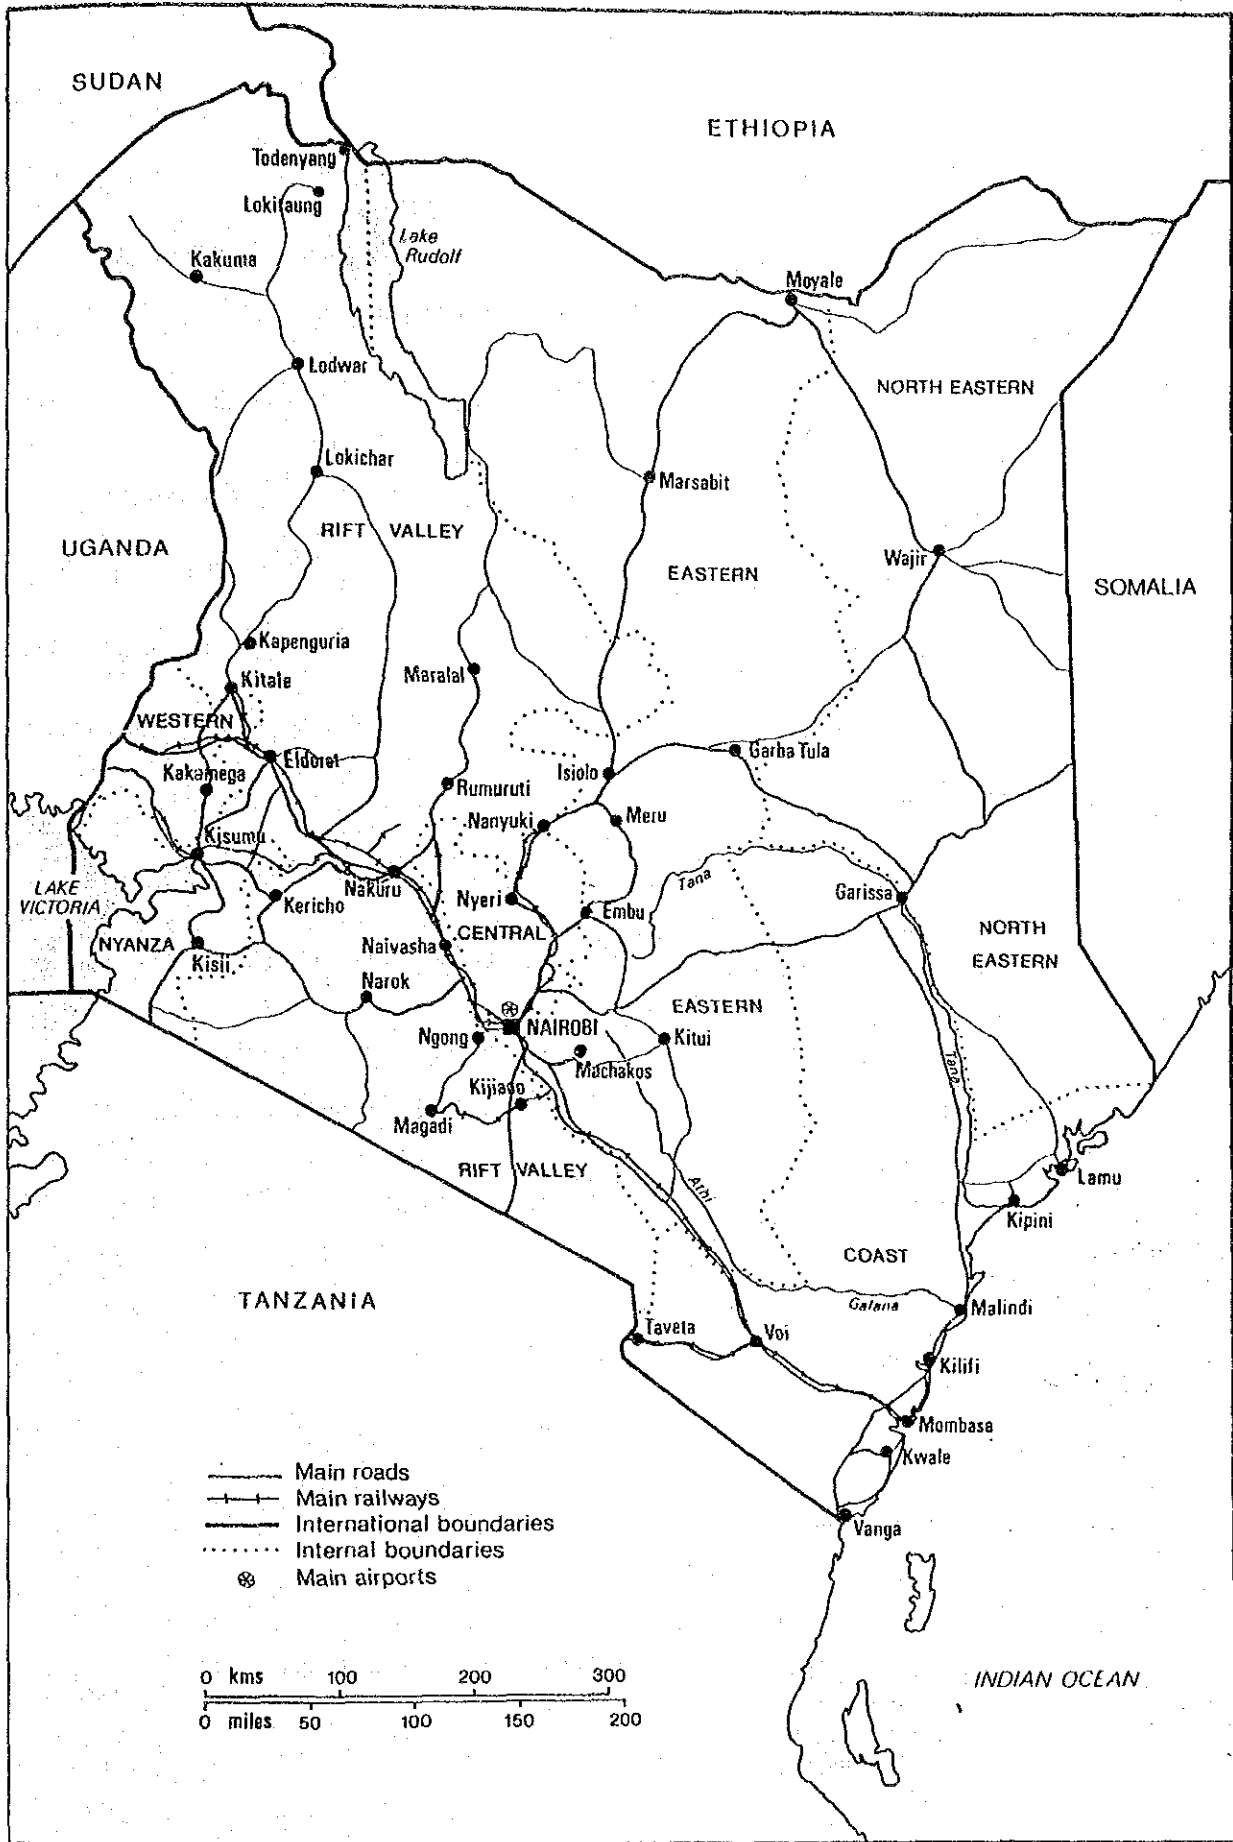 SUDAN
ETHIOPIA
Todenyang
Lokitaung
Lake
Rudolf
Kakuma
Moyale
Lodwar
NORTH EASTERN
Lokichar
Marsabit
RIFT VALLEY
UGANDA
Wajir
EASTERN
SOMALIA
Kapenguria
Maralal
Kitale
WESTERN
Eldoret
Garba Tula
Kakamega
Isiolo
Rumuruti
Nanyuki
Meru
Kisumu
Tana
Nakuru
LAKE
VICTORIA
Kericho
Nyeri
Garissa
Embu
NYANZA
Naivasha
CENTRAL
NORTH
EASTERN
Kisii
Narok
EASTERN
NAIROBI
Ngong
Kitui
Machakos
Tana
Kijiado
Magadi
RIFT VALLEY
Athi
Lamu
Kipini
COAST
TANZANIA
Galana
Malindi
Taveta
Voi
Kilifi
Mombasa
Kwale
Main roads
Main railways
International boundaries
Vanga
Internal boundaries
Main airports
0 kms 100 200 300
0 miles 50 100 150 200
INDIAN OCEAN